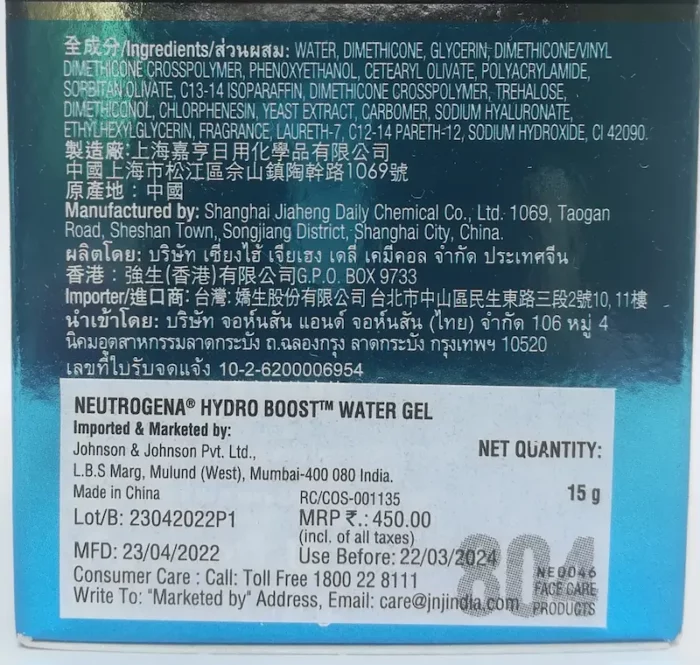 全成分/Ingredients/ส่วนผสม: WATER, DIMETHICONE, GLYCERIN, DIMETHICONE/VINYL
DIMETHICONE CROSSPOLYMER, PHENOXYETHANOL, CETEARYL OLIVATE, POLYACRYLAMIDE,
SORBITAN OLIVATE, C13-14 ISOPARAFFIN, DIMETHICONE CROSSPOLYMER, TREHALOSE,
DIMETHICONOL, CHLORPHENESIN, YEAST EXTRACT, CARBOMER, SODIUM HYALURONATE,
ETHYLHEXYLGLYCERIN, FRAGRANCE, LAURETH-7, C12-14 PARETH-12, SODIUM HYDROXIDE, CI 42090.
製造廠:上海嘉亨日用化學品有限公司
中國上海市松江區佘山鎮陶幹路1069號
原產地：中國
Manufactured by: Shanghai Jiaheng Daily Chemical Co., Ltd. 1069, Taogan
Road, Sheshan Town, Songjiang District, Shanghai City, China.
ผลิตโดย: บริษัท เซี่ยงไฮ้ เจียเฮง เดลี่ เคมีคอล จำกัด ประเทศจีน
香港：強生(香港)有限公司G.P.O. BOX 9733
Importer/進口商: 台灣: 嬌生股份有限公司 台北市中山區民生東路三段2號10, 11樓
นำเข้าโดย: บริษัท จอห์นสัน แอนด์ จอห์นสัน (ไทย) จำกัด 106 หมู่ 4
นิคมอุตสาหกรรมลาดกระบัง ถ.ฉลองกรุง ลาดกระบัง กรุงเทพฯ 10520
เลขที่ใบรับจดแจ้ง 10-2-6200006954
NEUTROGENA® HYDRO BOOST™ WATER GEL
Imported & Marketed by:
Johnson & Johnson Pvt. Ltd.,
L.B.S Marg, Mulund (West), Mumbai-400 080 India.
NET QUANTITY:
15 g
Made in China
RC/COS-001135
Lot/B: 23042022P1
MRP ₹.: 450.00
(incl. of all taxes)
MFD: 23/04/2022
Use Before: 22/03/2024
804
Consumer Care : Call: Toll Free 1800 22 8111
Write To: "Marketed by" Address, Email: care@jnjindia.com
NEO046
FACE CARE
PRODUCTS